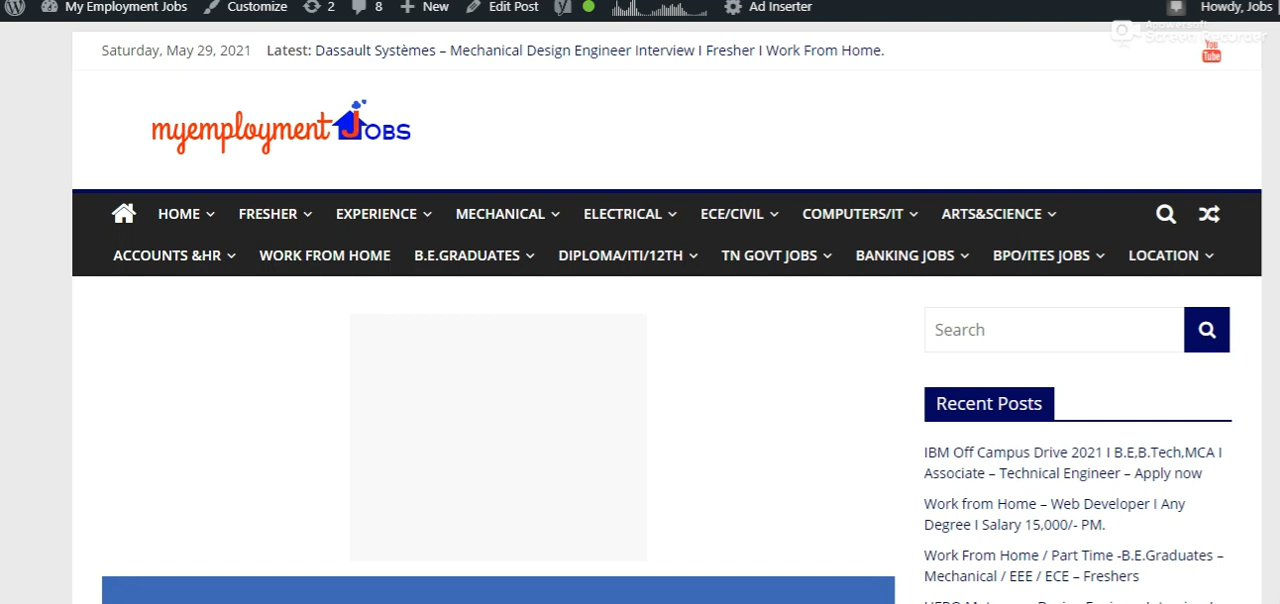 My Employment Jobs Customize 2 8 New Edit Post Ad Inserter Howdy, Jobs
Apowersoft
Screen Recorder
Saturday, May 29, 2021 Latest: Dassault Systèmes – Mechanical Design Engineer Interview I Fresher I Work From Home.
You
Tube
myemployment JOBS
HOME FRESHER EXPERIENCE MECHANICAL ELECTRICAL ECE/CIVIL COMPUTERS/IT ARTS&SCIENCE
ACCOUNTS &HR WORK FROM HOME B.E.GRADUATES DIPLOMA/ITI/12TH TN GOVT JOBS BANKING JOBS BPO/ITES JOBS LOCATION
Search
Recent Posts
IBM Off Campus Drive 2021 I B.E,B.Tech,MCA I
Associate – Technical Engineer – Apply now
Work from Home – Web Developer I Any
Degree I Salary 15,000/- PM.
Work From Home / Part Time -B.E.Graduates –
Mechanical / EEE / ECE – Freshers